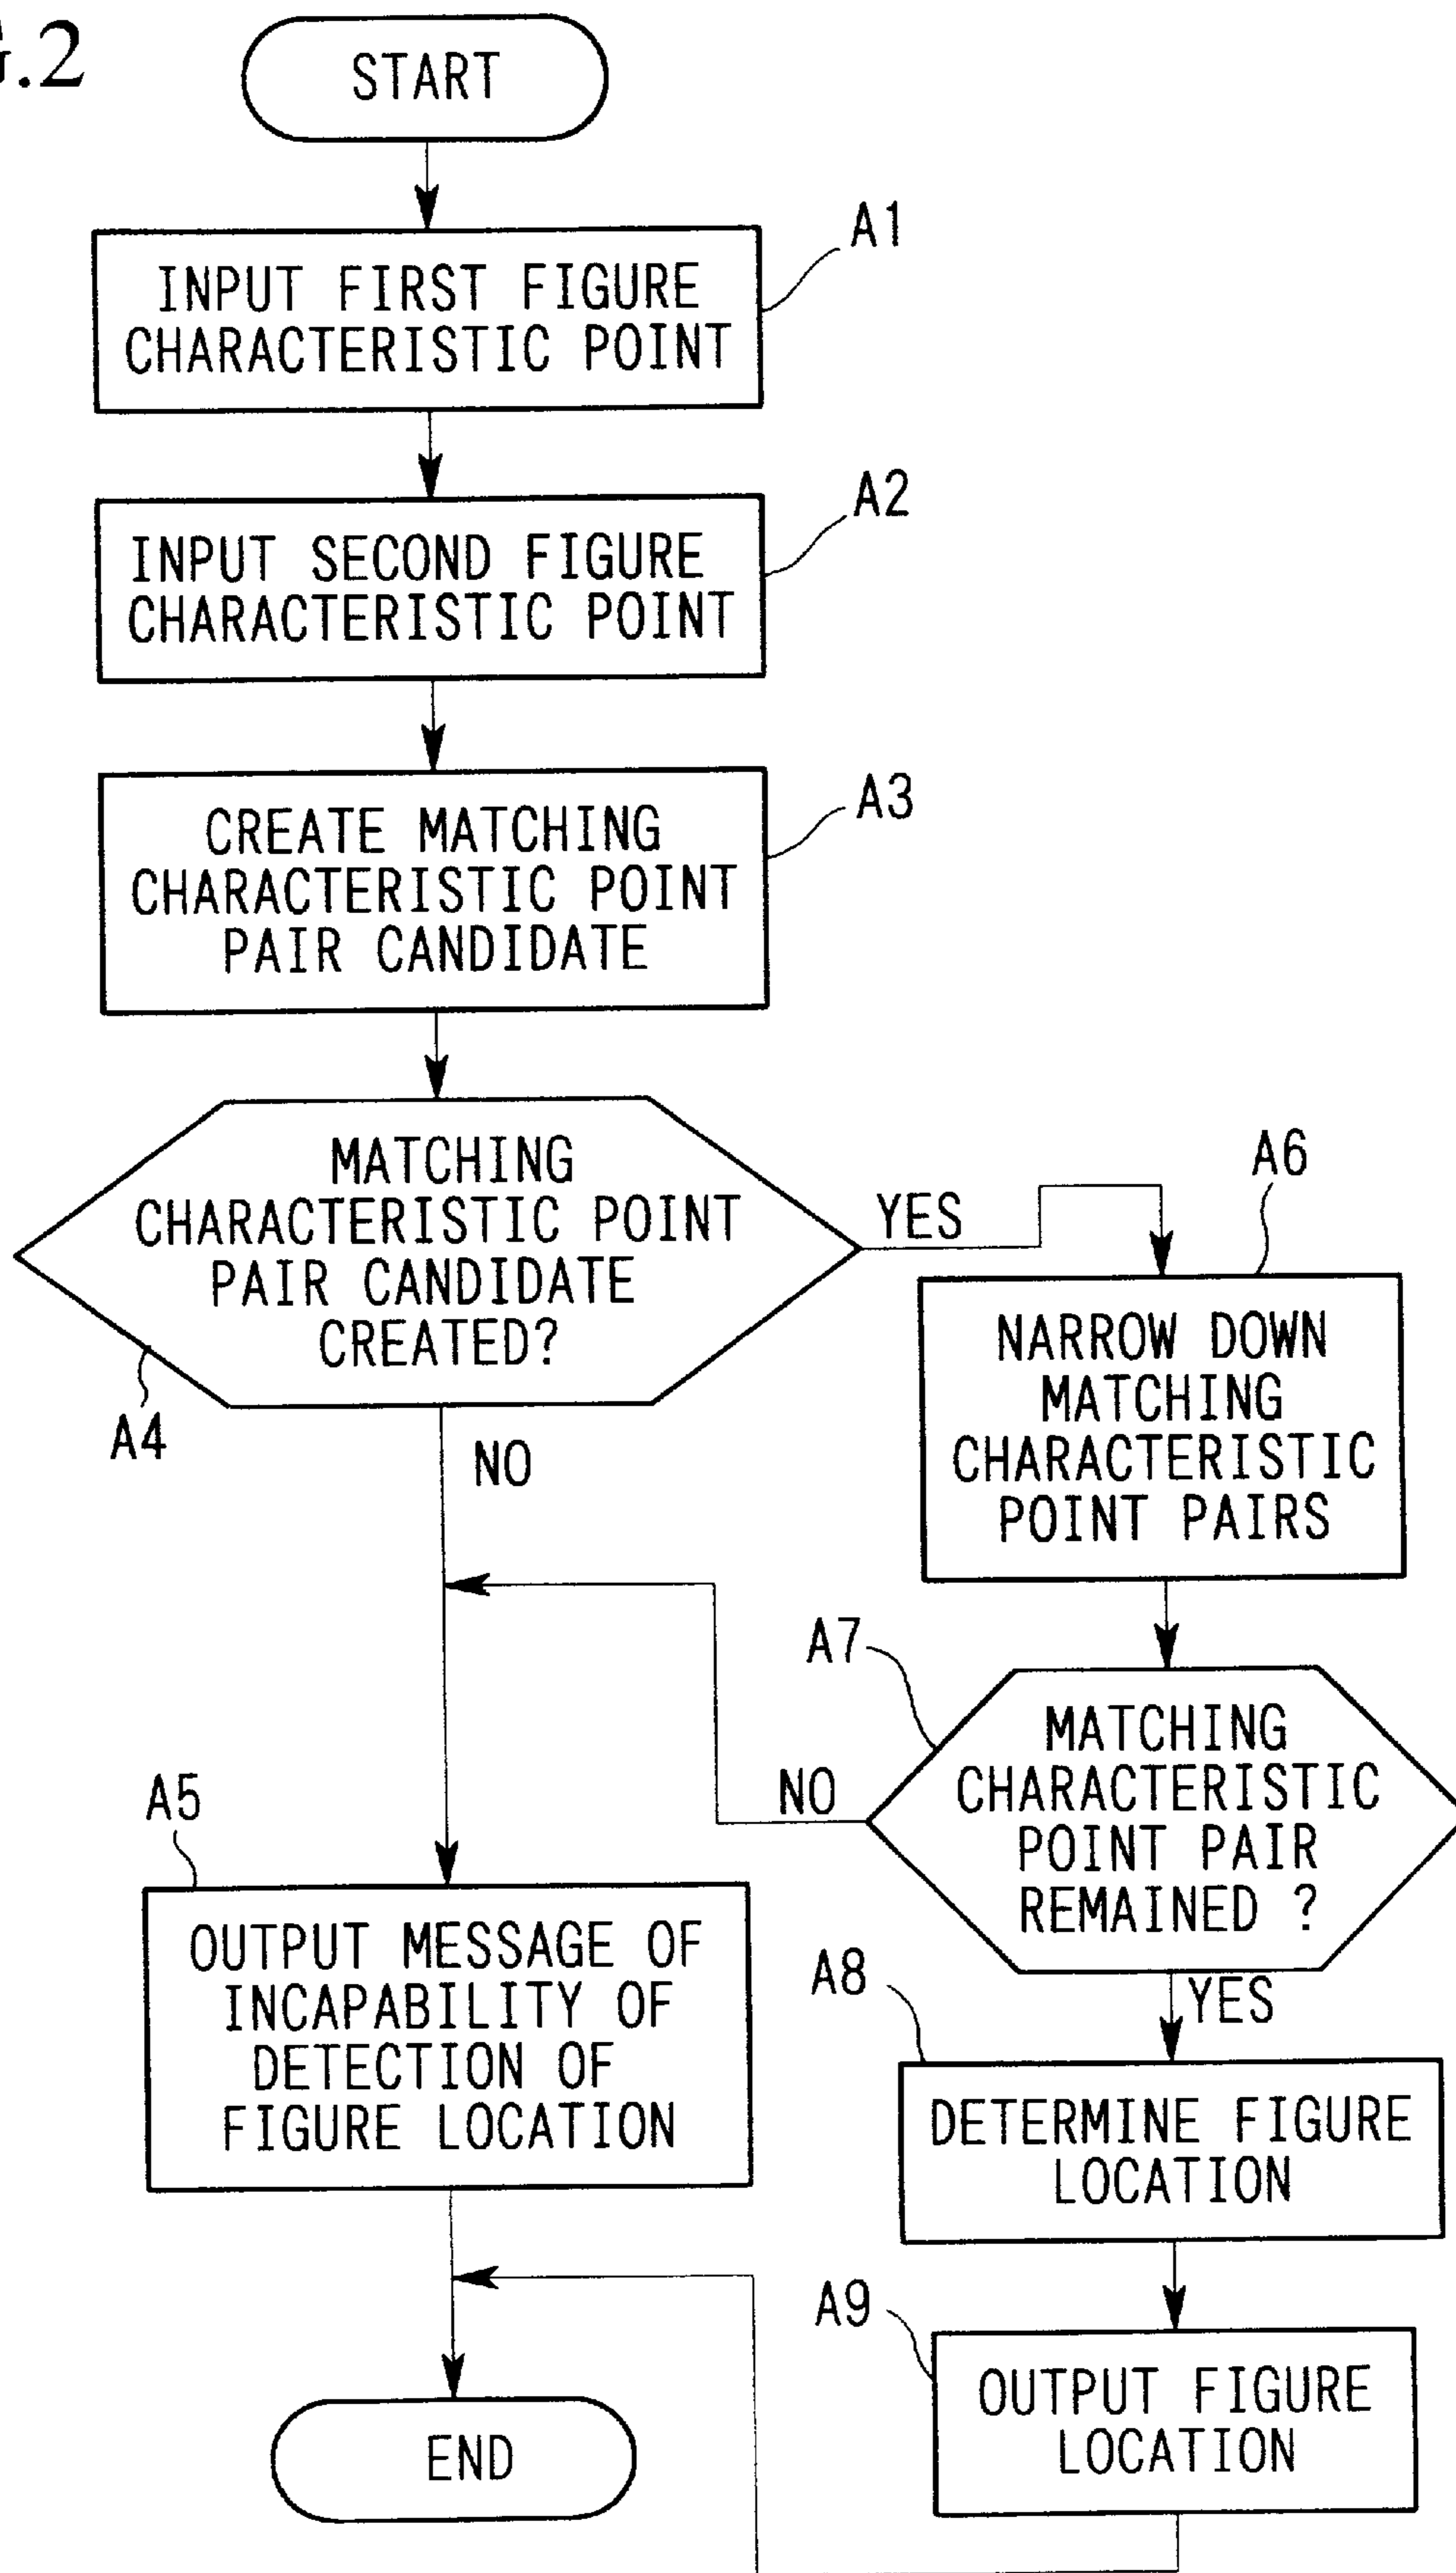 G.2
START
A1
INPUT FIRST FIGURE
CHARACTERISTIC POINT
A2
INPUT SECOND FIGURE
CHARACTERISTIC POINT
A3
CREATE MATCHING
CHARACTERISTIC POINT
PAIR CANDIDATE
MATCHING
CHARACTERISTIC POINT
PAIR CANDIDATE
CREATED?
A4
YES
NO
A6
NARROW DOWN
MATCHING
CHARACTERISTIC
POINT PAIRS
A7
MATCHING
CHARACTERISTIC
POINT PAIR
REMAINED ?
NO
YES
A5
OUTPUT MESSAGE OF
INCAPABILITY OF
DETECTION OF
FIGURE LOCATION
A8
DETERMINE FIGURE
LOCATION
A9
OUTPUT FIGURE
LOCATION
END